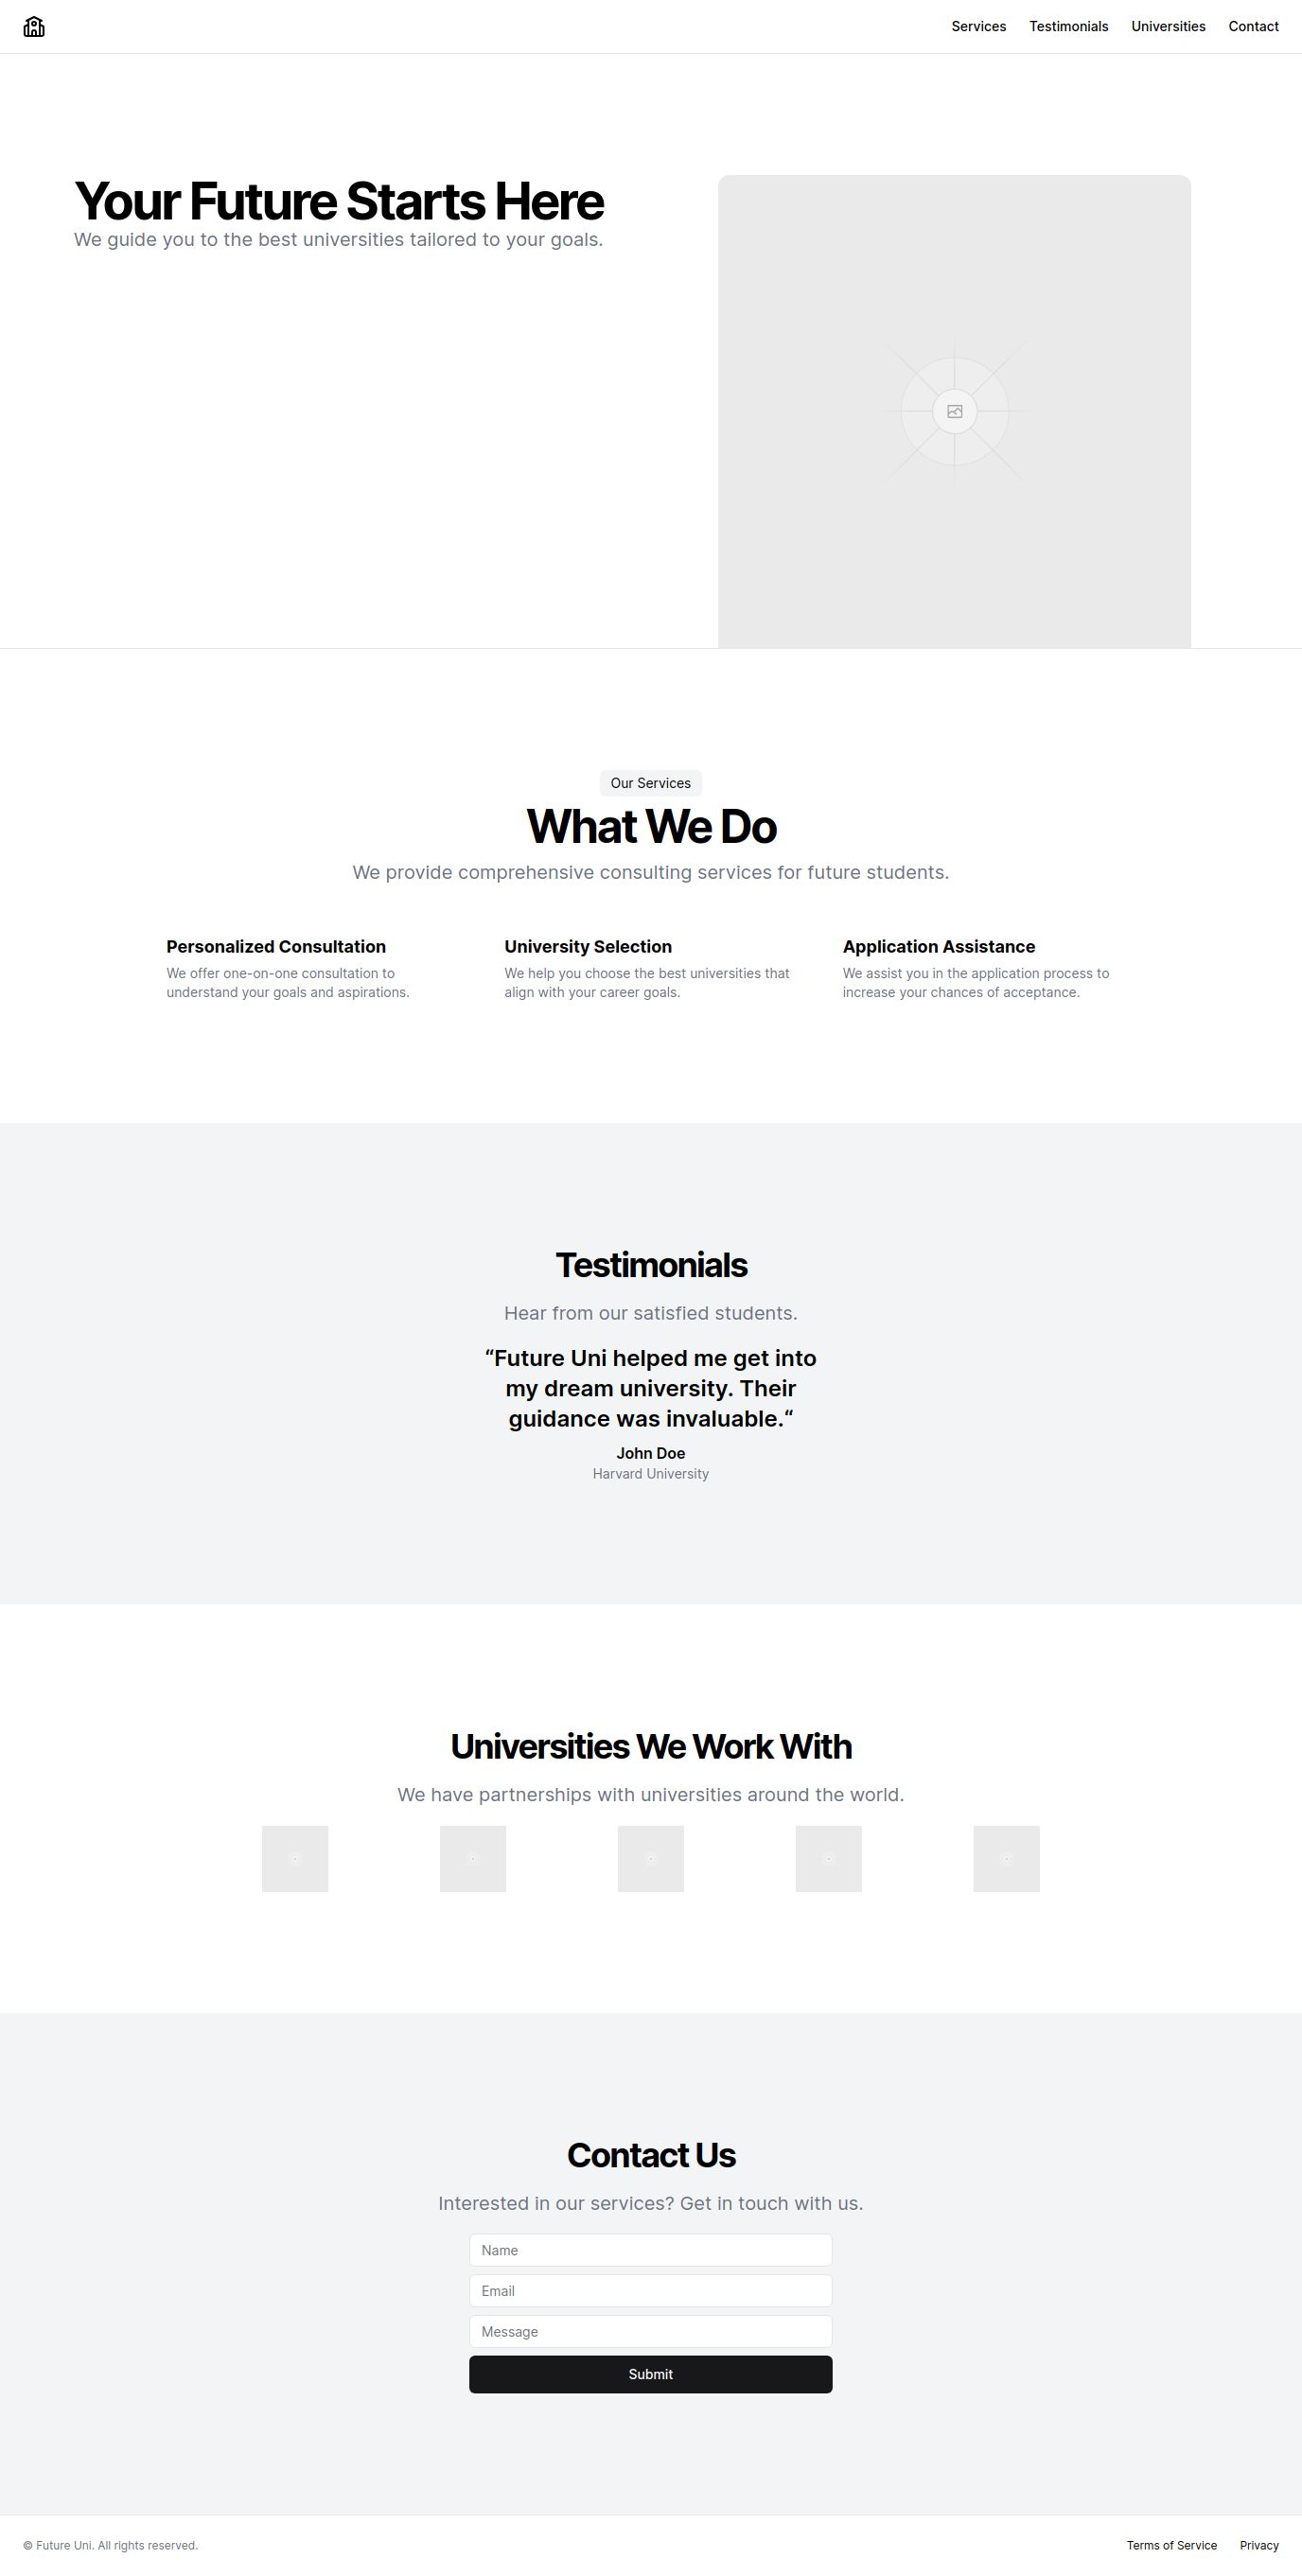 Services Testimonials Universities Contact
Your Future Starts Here
We guide you to the best universities tailored to your goals.
Our Services
What We Do
We provide comprehensive consulting services for future students.
Personalized Consultation
We offer one-on-one consultation to
understand your goals and aspirations.
University Selection
We help you choose the best universities that
align with your career goals.
Application Assistance
We assist you in the application process to
increase your chances of acceptance.
Testimonials
Hear from our satisfied students.
“Future Uni helped me get into
my dream university. Their
guidance was invaluable.“
John Doe
Harvard University
Universities We Work With
We have partnerships with universities around the world.
Contact Us
Interested in our services? Get in touch with us.
Name
Email
Message
Submit
© Future Uni. All rights reserved.
Terms of Service Privacy